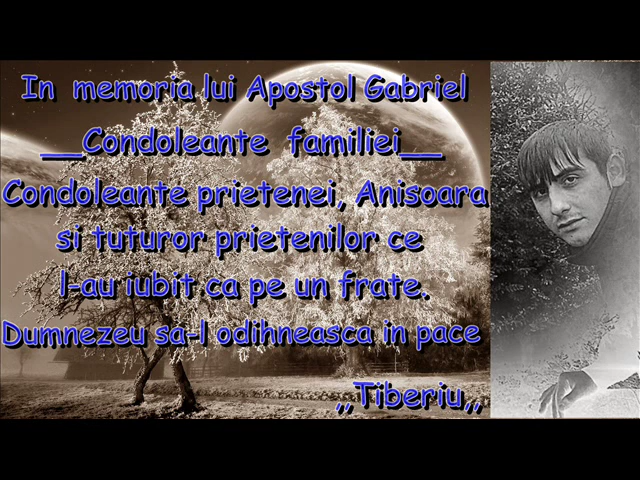 In memoria lui Apostol Gabriel
__Condoleante familiei__
Condoleante prietenei, Anisoara
si tuturor prietenilor ce
l-au iubit ca pe un frate.
Dumnezeu sa-l odihneasca in pace
,,Tiberiu,,